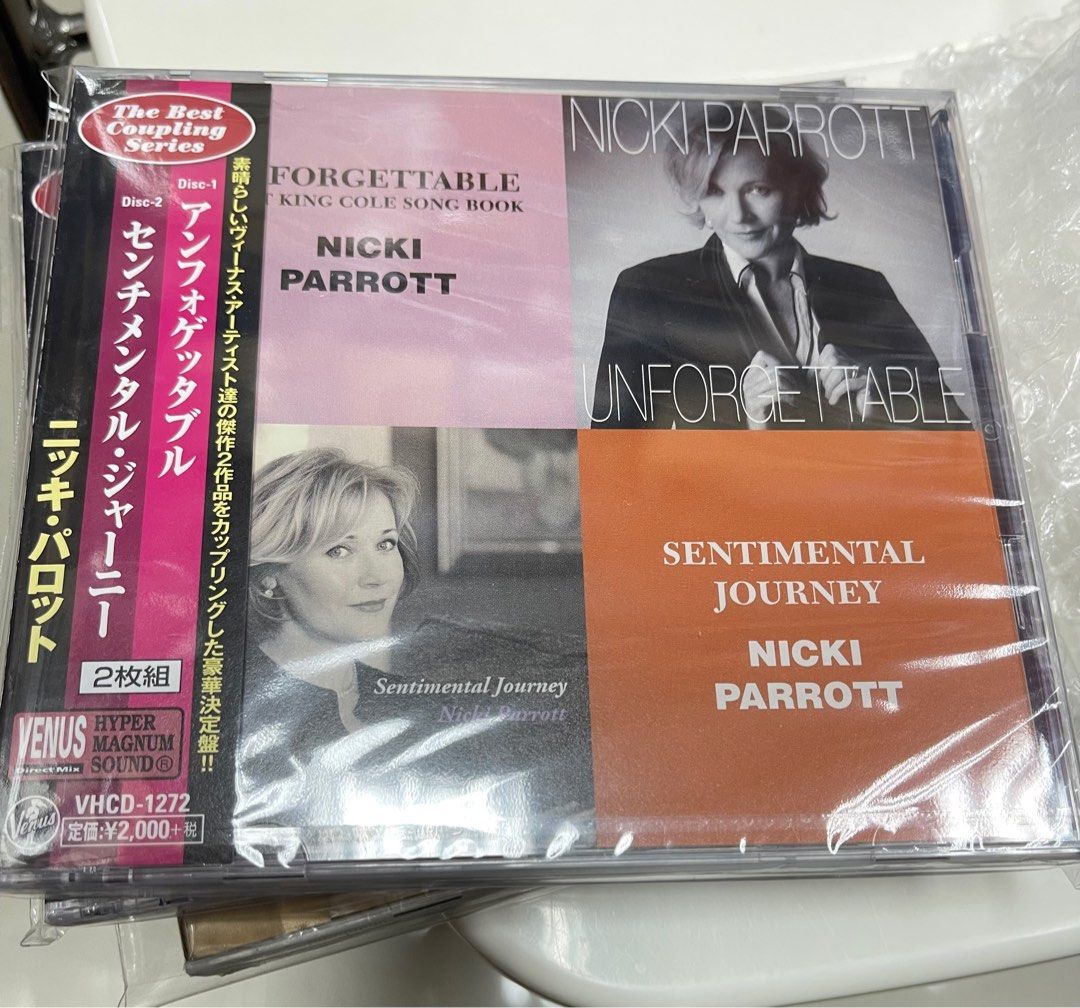 The Best
Coupling
Series
Disc-1
アンフォゲッタブル
Disc-2
センチメンタル・ジャーニー
ニッキ・パロット
素晴らしいヴィーナス・アーティスト達の傑作2作品をカップリングした豪華決定盤!!
2枚組
VENUS
Direct Mix
HYPER
MAGNUM
SOUND®
Venus
VHCD-1272
定価:¥2,000+税
FORGETTABLE
T KING COLE SONG BOOK
NICKI
PARROTT
NICKI PARROTT
UNFORGETTABLE
Sentimental Journey
Nicki Parrott
SENTIMENTAL
JOURNEY
NICKI
PARROTT